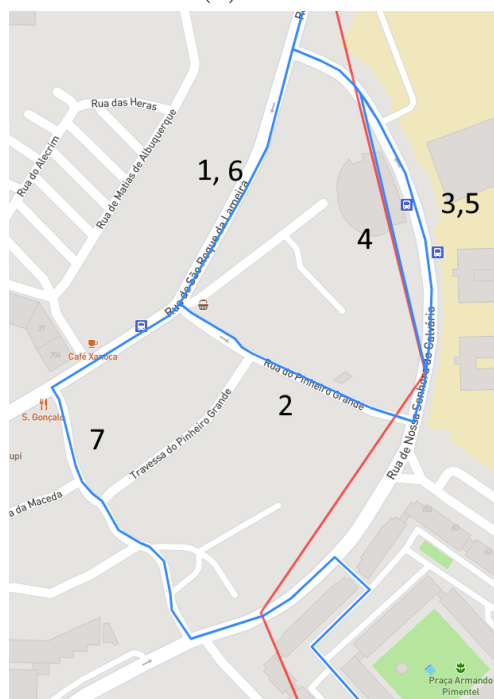 R
Rua das Heras
Rua do Alecrim
Rua de Matias de Albuquerque
1, 6
Rua de São Roque da Lameira
3,5
4
Café Xanoca
S. Gonçalo
Rua do Pinheiro Grande
2
Rua de Nossa Senhora do Calvário
7
Travessa do Pinheiro Grande
upi
a da Maceda
Praça Armando
Pimentel